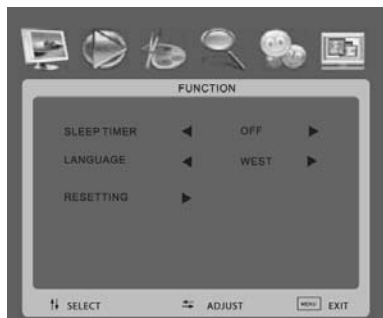 FUNCTION
SLEEP TIMER OFF
LANGUAGE WEST
RESETTING
SELECT ADJUST MENU EXIT